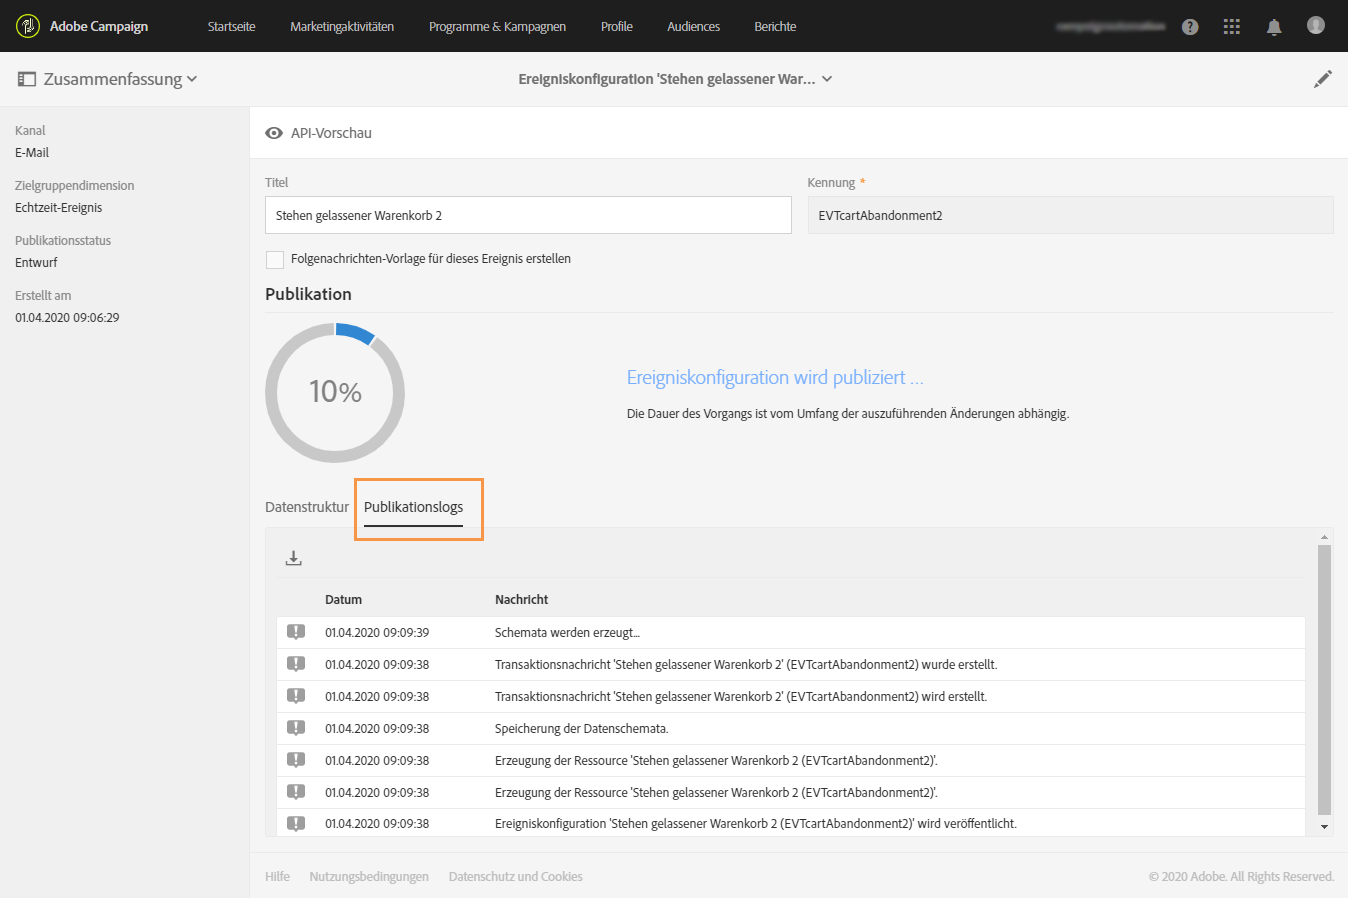 Adobe Campaign
Startseite
Marketingaktivitäten
Programme & Kampagnen
Profile
Audiences
Berichte
Zusammenfassung
Ereigniskonfiguration 'Stehen gelassener War...
Kanal
E-Mail
Zielgruppendimension
Echtzeit-Ereignis
Publikationsstatus
Entwurf
Erstellt am
01.04.2020 09:06:29
API-Vorschau
Titel
Kennung *
Stehen gelassener Warenkorb 2
EVTcartAbandonment2
Folgenachrichten-Vorlage für dieses Ereignis erstellen
Publikation
10%
Ereigniskonfiguration wird publiziert ...
Die Dauer des Vorgangs ist vom Umfang der auszuführenden Änderungen abhängig.
Datenstruktur
Publikationslogs
Datum Nachricht
01.04.2020 09:09:39 Schemata werden erzeugt...
01.04.2020 09:09:38 Transaktionsnachricht 'Stehen gelassener Warenkorb 2' (EVTcartAbandonment2) wurde erstellt.
01.04.2020 09:09:38 Transaktionsnachricht 'Stehen gelassener Warenkorb 2' (EVTcartAbandonment2) wird erstellt.
01.04.2020 09:09:38 Speicherung der Datenschemata.
01.04.2020 09:09:38 Erzeugung der Ressource 'Stehen gelassener Warenkorb 2 (EVTcartAbandonment2)'.
01.04.2020 09:09:38 Erzeugung der Ressource 'Stehen gelassener Warenkorb 2 (EVTcartAbandonment2)'.
01.04.2020 09:09:38 Ereigniskonfiguration 'Stehen gelassener Warenkorb 2 (EVTcartAbandonment2)' wird veröffentlicht.
Hilfe
Nutzungsbedingungen
Datenschutz und Cookies
© 2020 Adobe. All Rights Reserved.